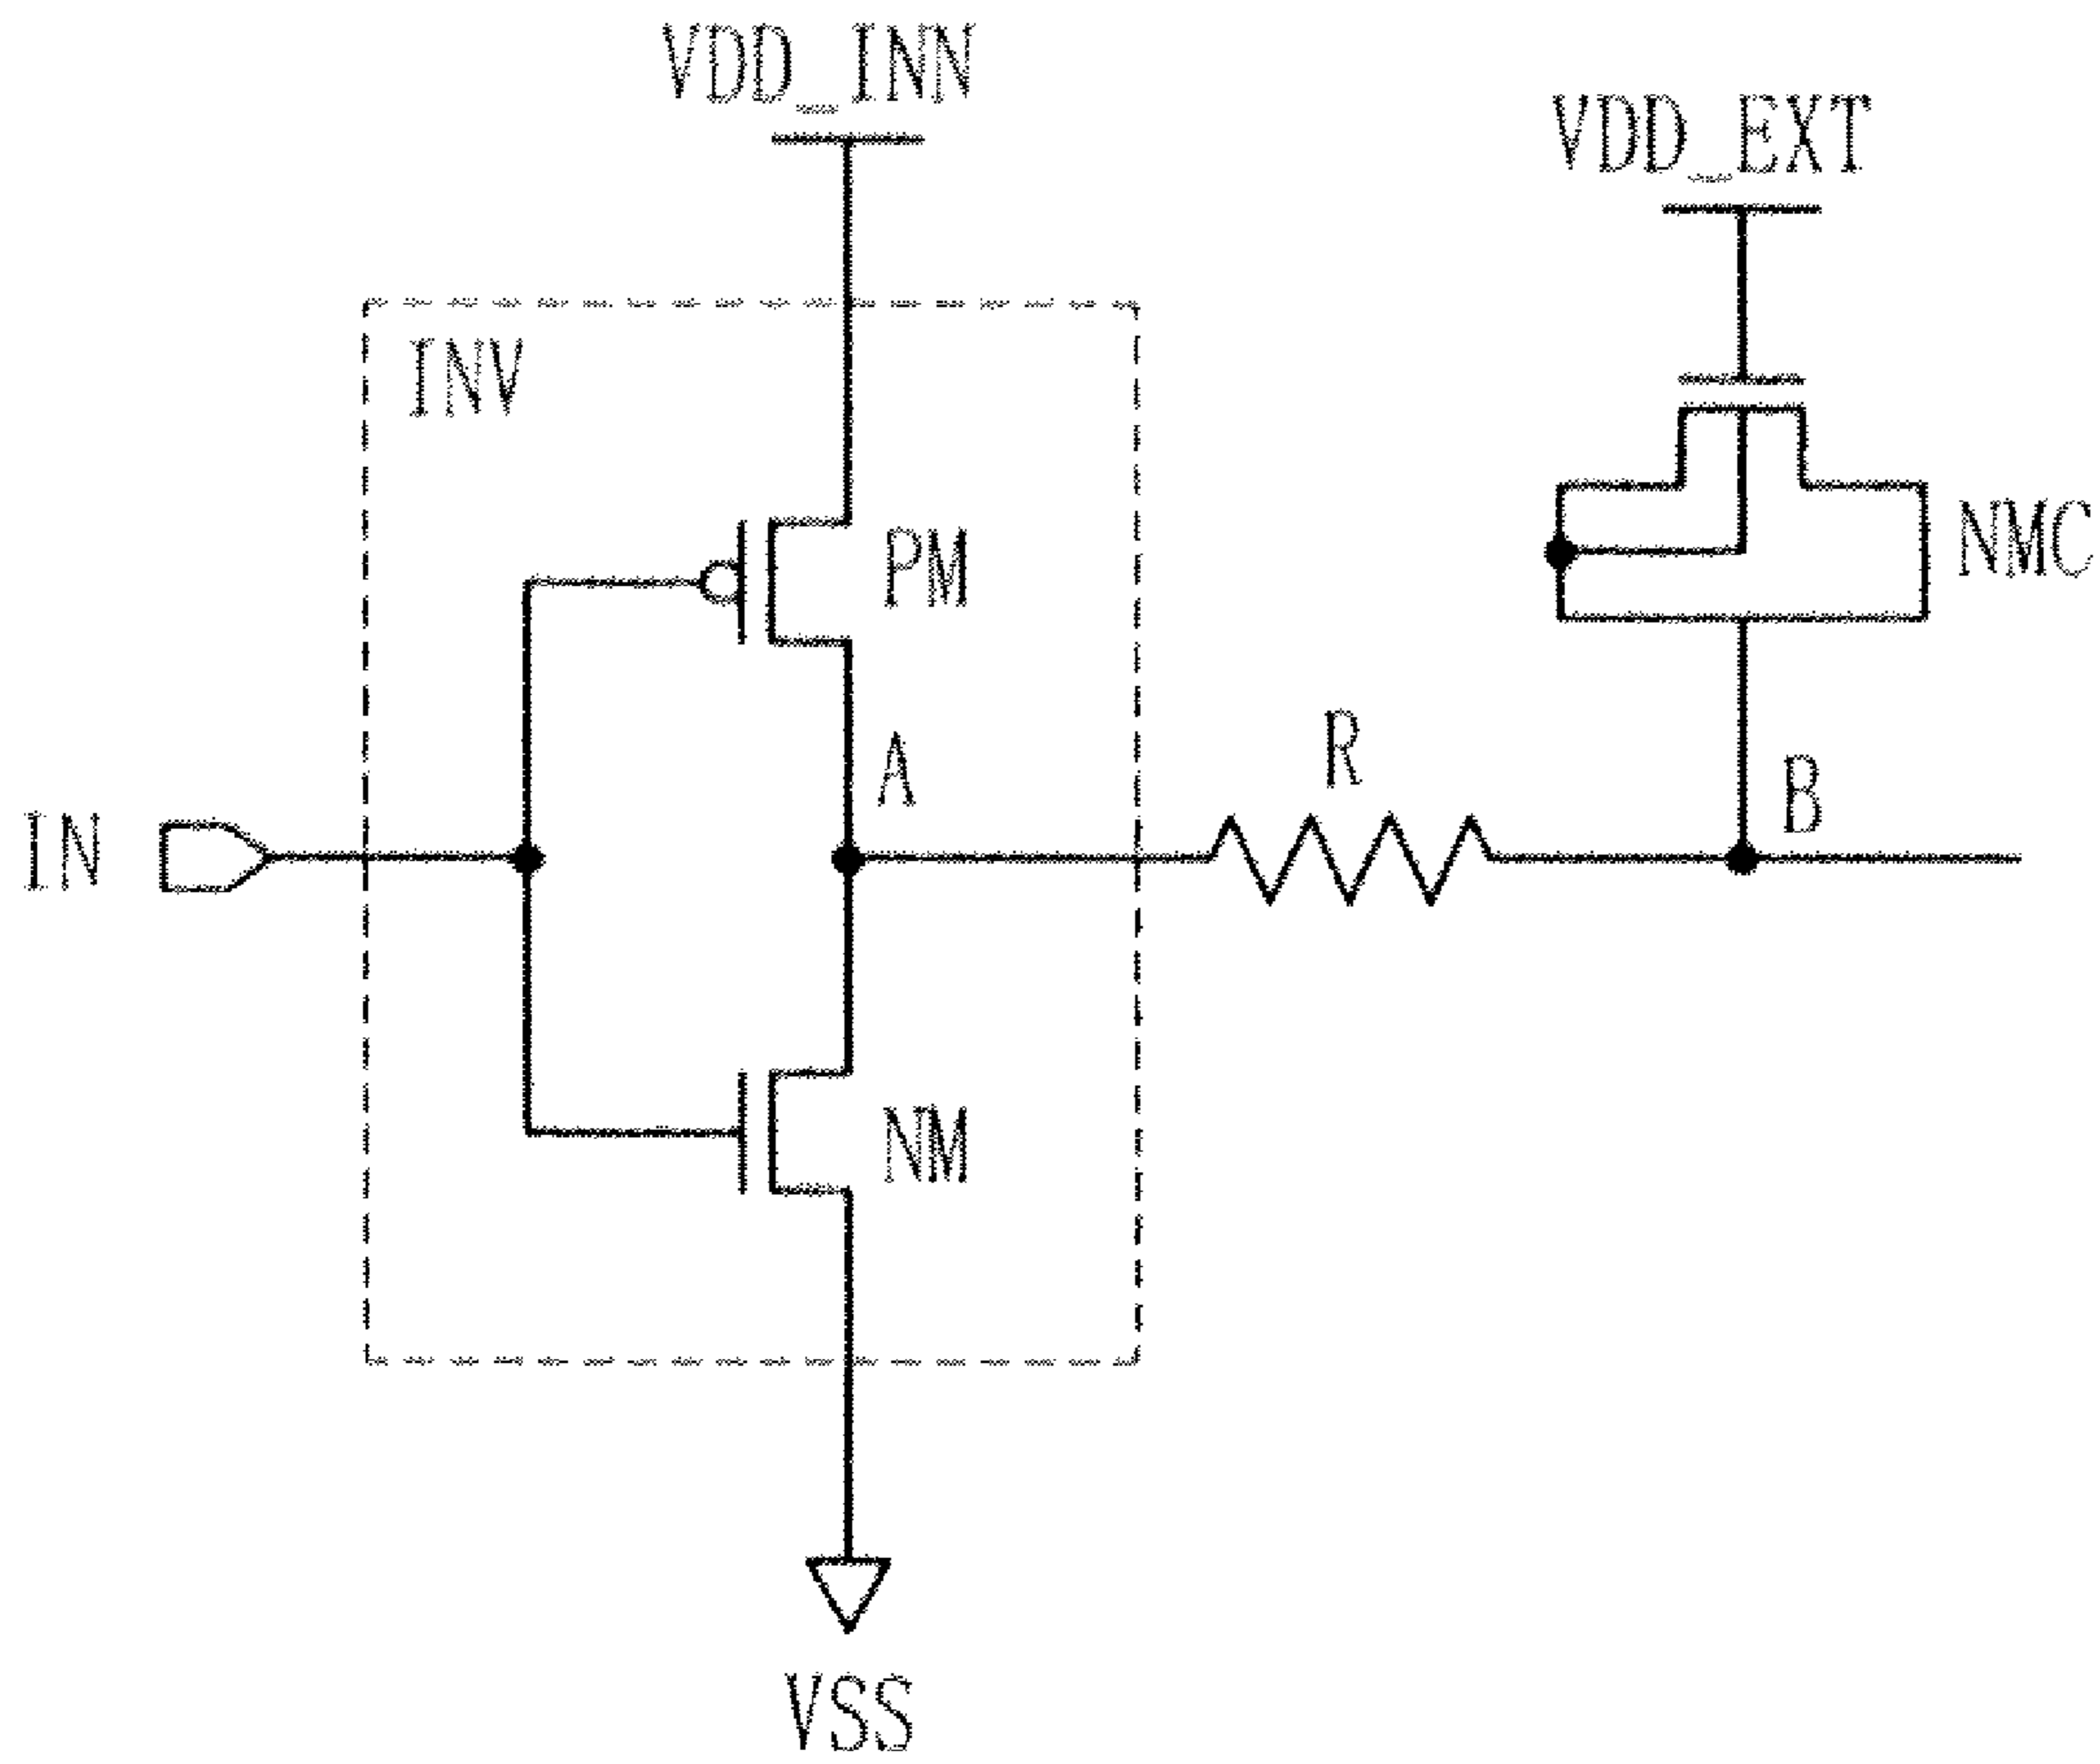 VDD_INN
VDD_EXT
INV
NMC
PM
R
A
B
IN
NM
VSS